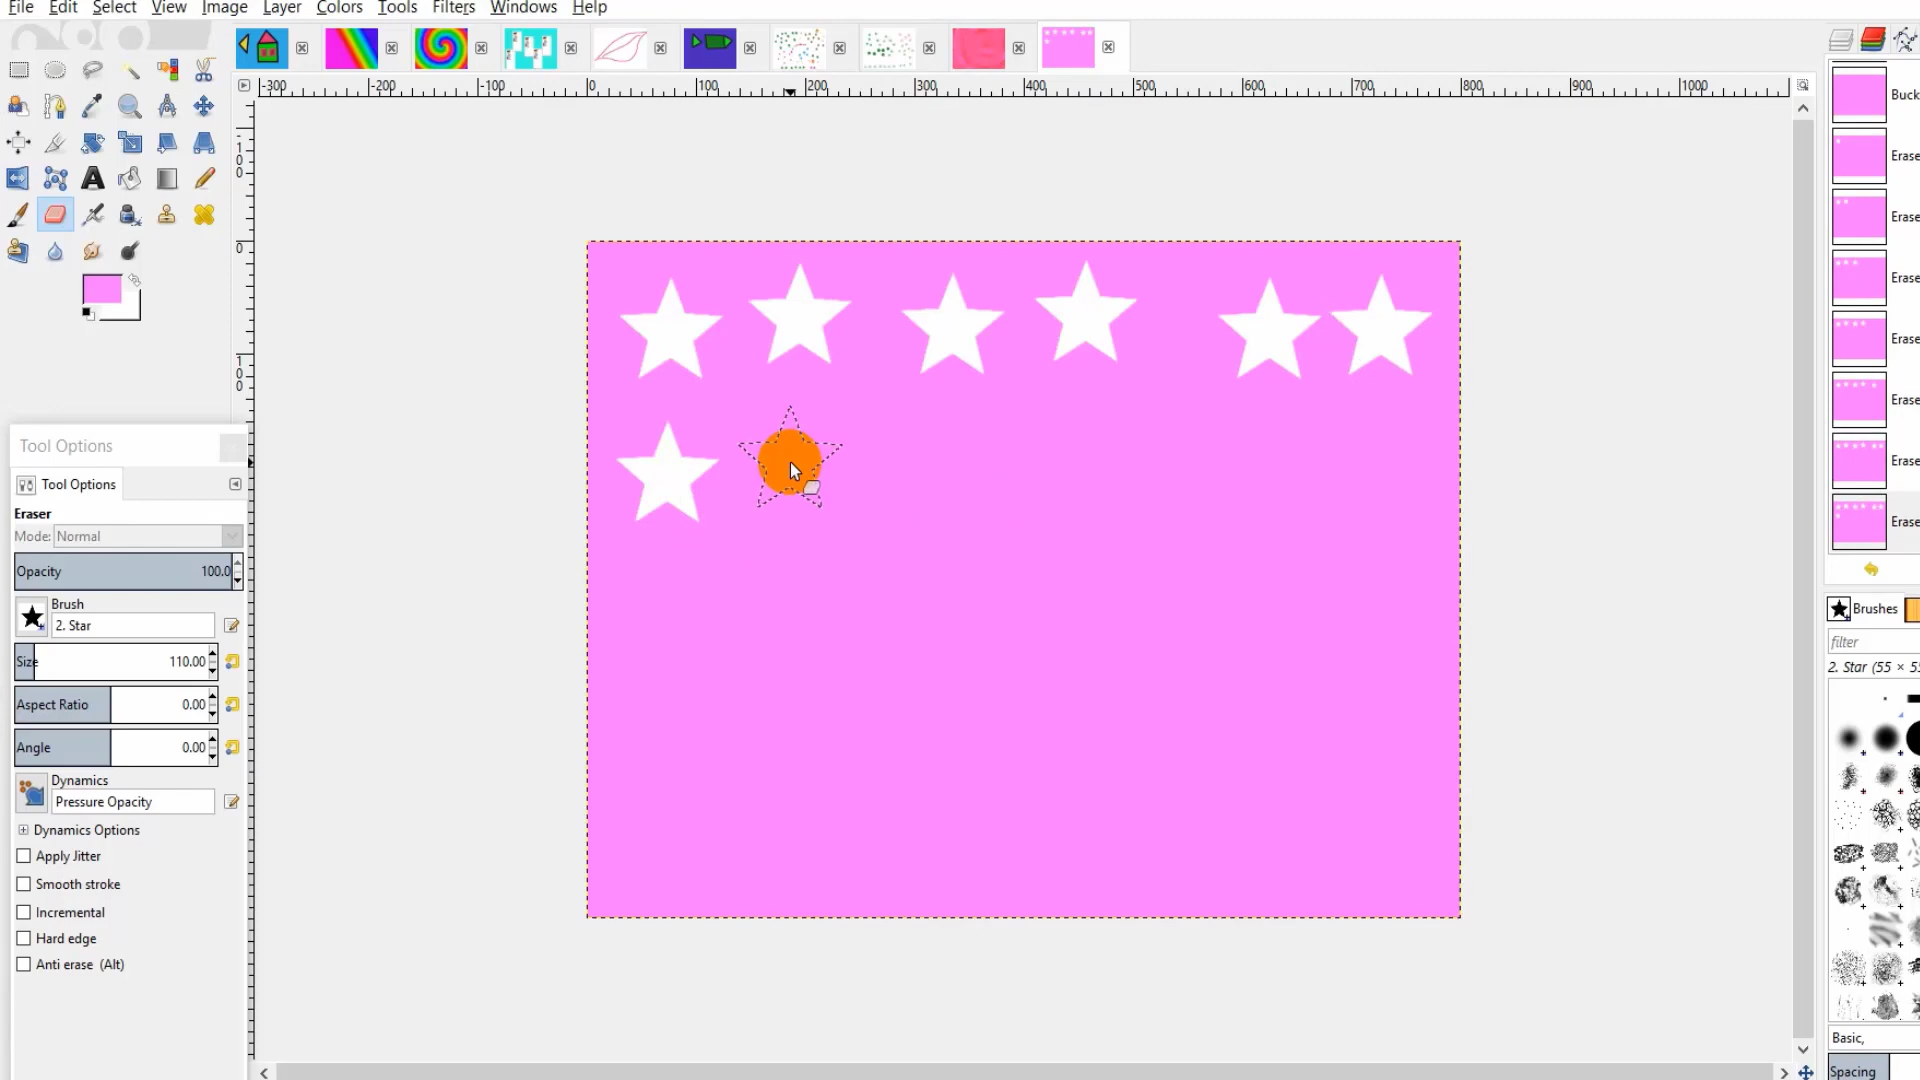 File Edit Select View Image Layer Colors Tools Filters Windows Help
-300 -200 -100 0 100 200 300 400 500 600 700 800 900 1000
100
0
100
Buck
Erase
Erase
Erase
Erase
Erase
Erase
Erase
Tool Options
Tool Options
Eraser
Mode: Normal
Opacity 100.0
Brush
2. Star
Size 110.00
Aspect Ratio 0.00
Angle 0.00
Dynamics
Pressure Opacity
Dynamics Options
Apply Jitter
Smooth stroke
Incremental
Hard edge
Anti erase (Alt)
Brushes
filter
2. Star (55 × 55
Basic,
Spacing